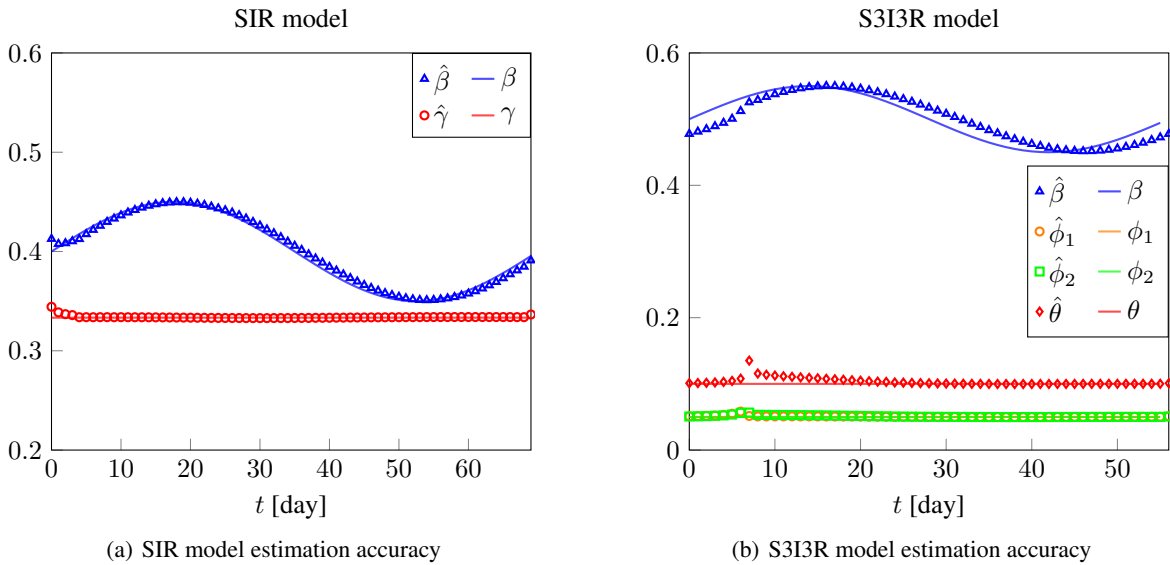 SIR model
0.6
0.5
0.4
0.3
0.2
0 10 20 30 40 50 60
t [day]
β̂ β
γ̂ γ
(a) SIR model estimation accuracy
S3I3R model
0.6
0.4
0.2
0
0 10 20 30 40 50
t [day]
β̂ β
ϕ̂₁ ϕ₁
ϕ̂₂ ϕ₂
θ̂ θ
(b) S3I3R model estimation accuracy